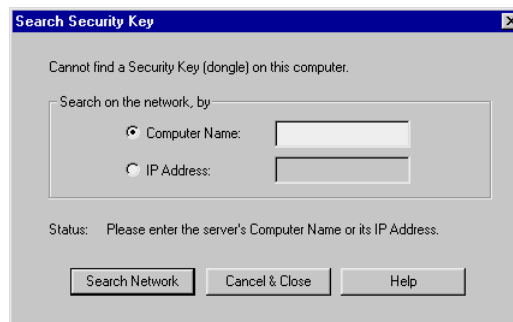 Search Security Key
Cannot find a Security Key (dongle) on this computer.
Search on the network, by
Computer Name:
IP Address:
Status: Please enter the server's Computer Name or its IP Address.
Search Network Cancel & Close Help